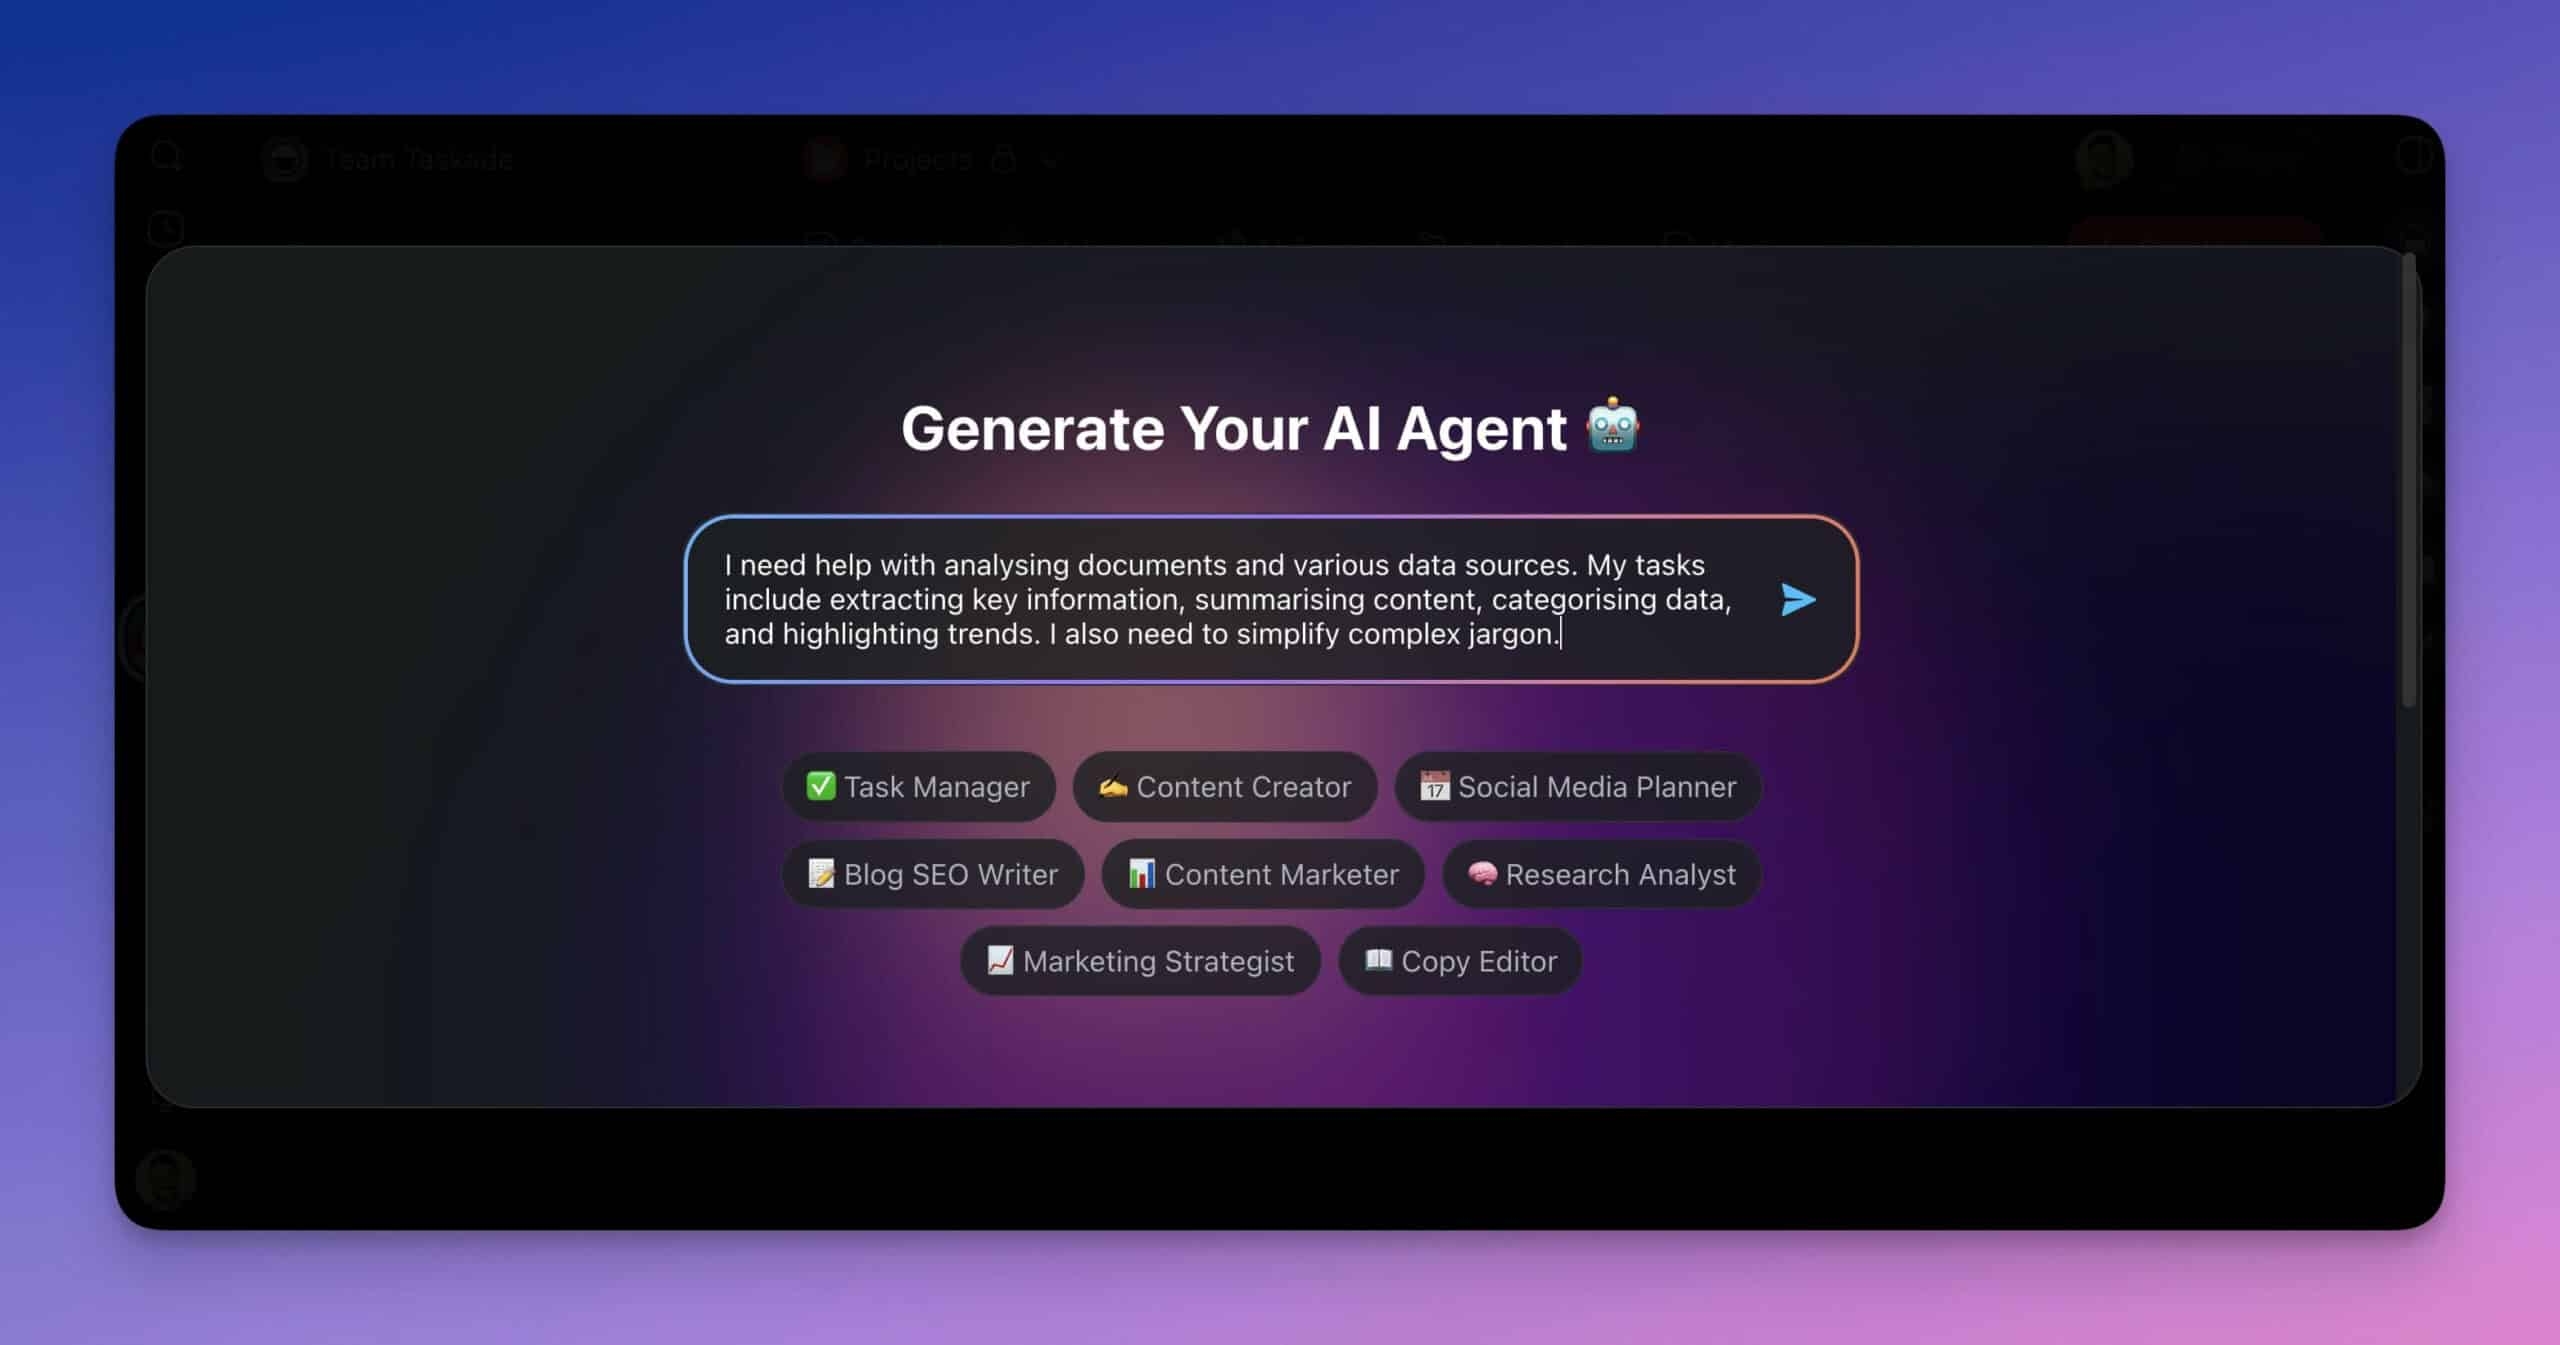 Team Taskade
Projects
Generate Your AI Agent
I need help with analysing documents and various data sources. My tasks
include extracting key information, summarising content, categorising data,
and highlighting trends. I also need to simplify complex jargon.
Task Manager
Content Creator
17 Social Media Planner
Blog SEO Writer
Content Marketer
Research Analyst
Marketing Strategist
Copy Editor